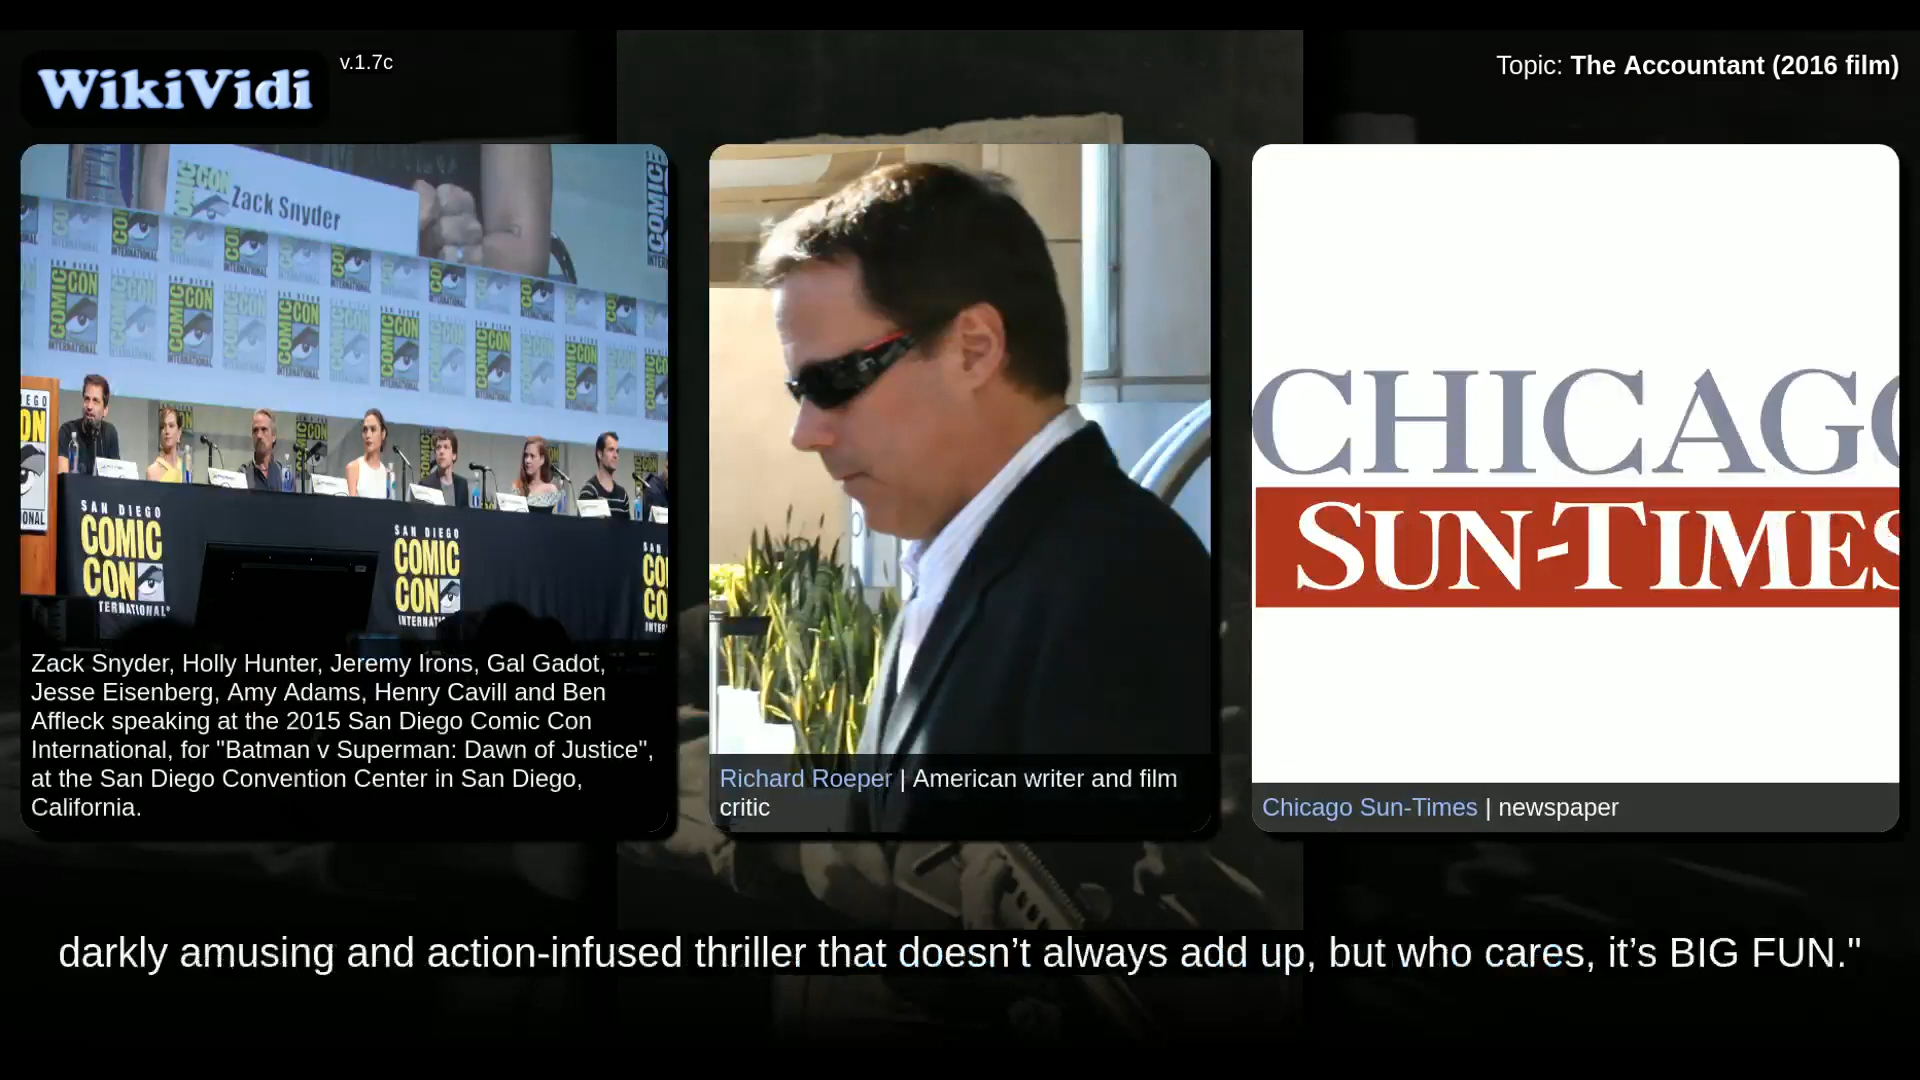 WikiVidi
v.1.7c
Topic: The Accountant (2016 film)
Zack Snyder
SAN DIEGO
COMIC
CON
TERNATIONAL
SAN DIEGO
COMIC
CON
Zack Snyder, Holly Hunter, Jeremy Irons, Gal Gadot,
Jesse Eisenberg, Amy Adams, Henry Cavill and Ben
Affleck speaking at the 2015 San Diego Comic Con
International, for "Batman v Superman: Dawn of Justice",
at the San Diego Convention Center in San Diego,
California.
Richard Roeper | American writer and film
critic
CHICAGO
SUN-TIMES
Chicago Sun-Times | newspaper
darkly amusing and action-infused thriller that doesn’t always add up, but who cares, it’s BIG FUN."